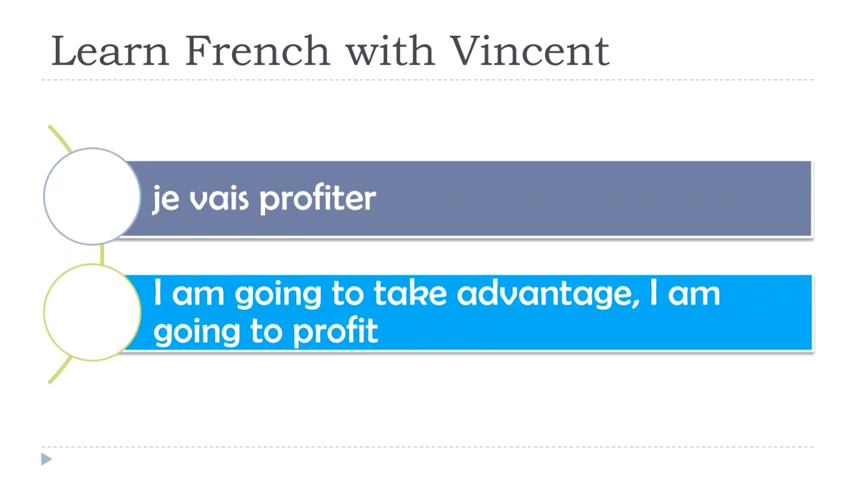 Learn French with Vincent
je vais profiter
I am going to take advantage, I am
going to profit